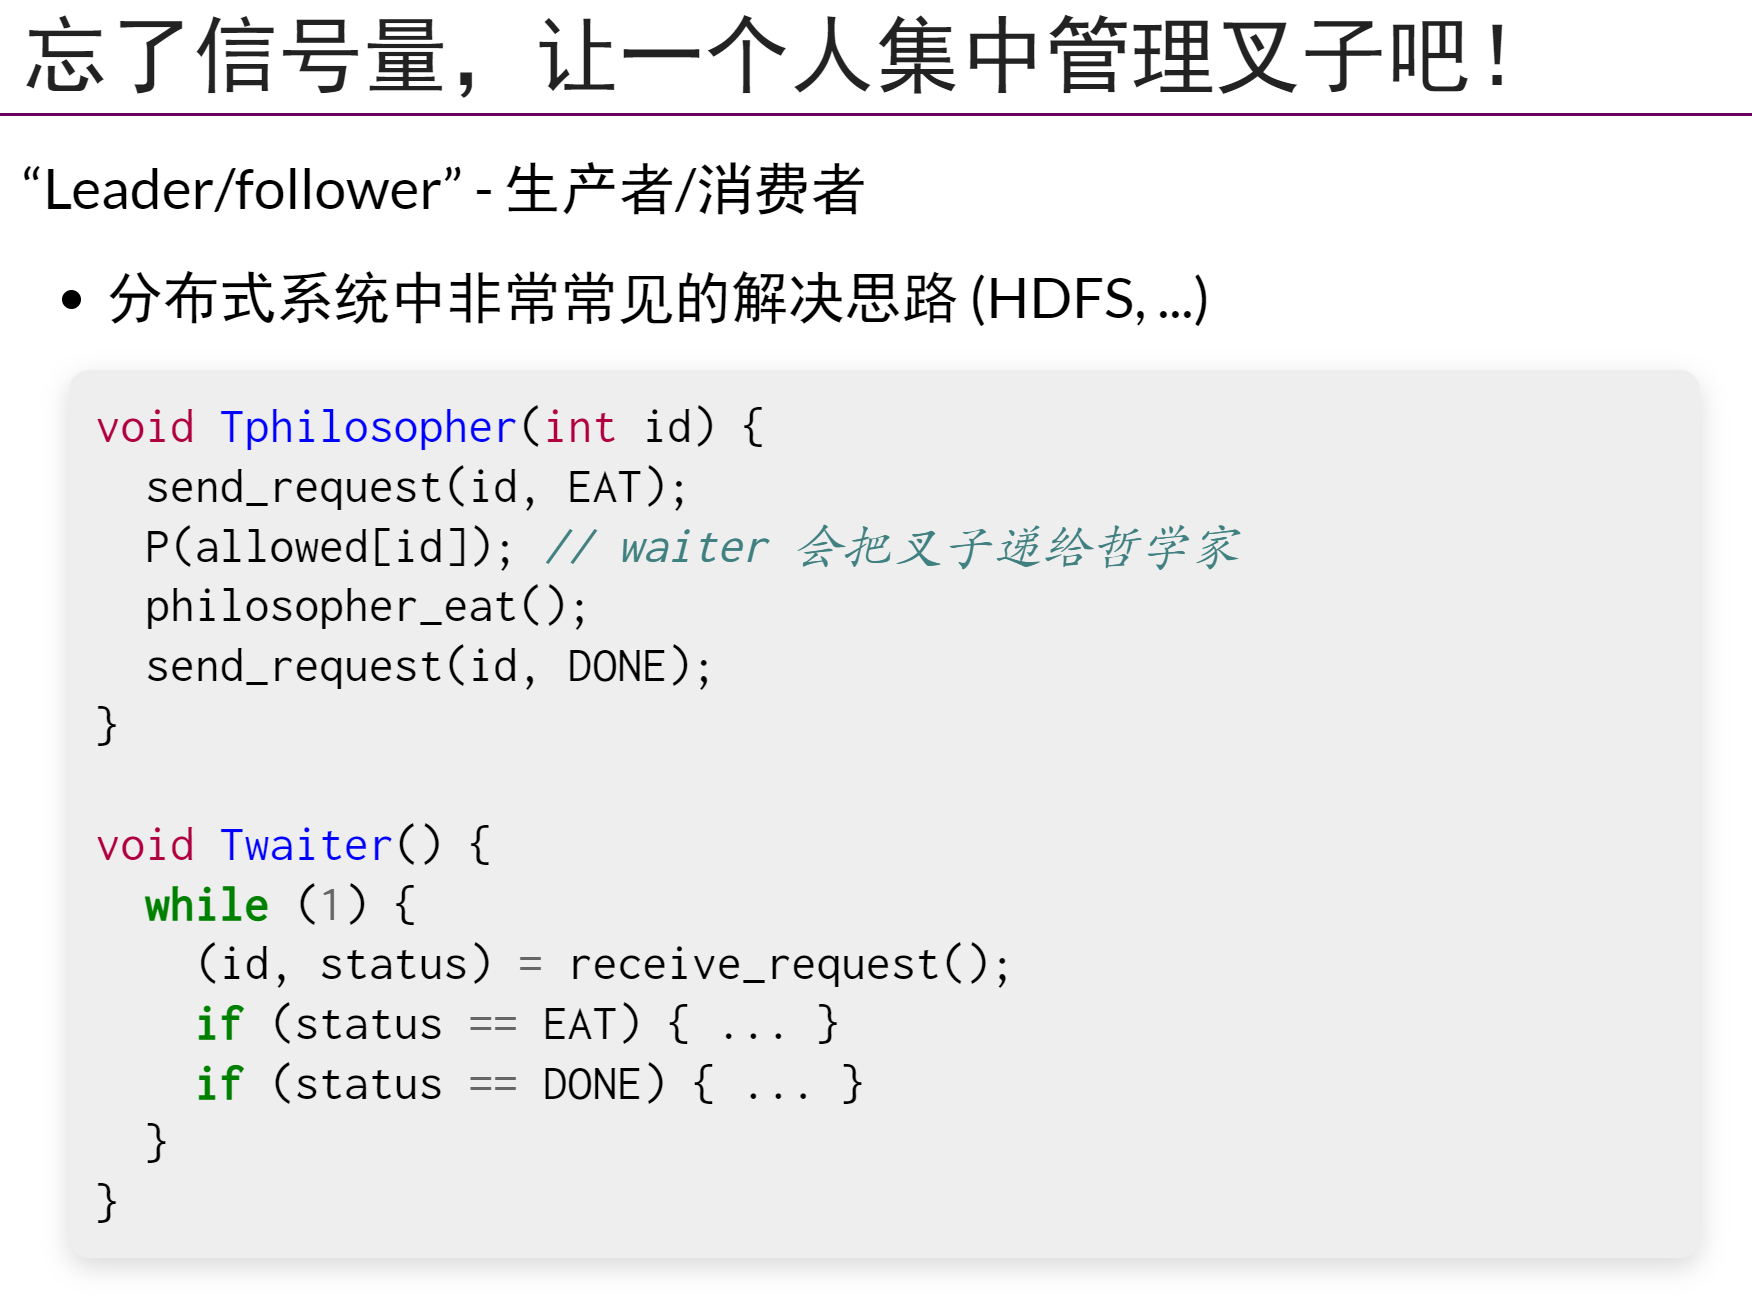 忘了信号量，让一个人集中管理叉子吧！
“Leader/follower” - 生产者/消费者
• 分布式系统中非常常见的解决思路 (HDFS, ...)
void Tphilosopher(int id) {
  send_request(id, EAT);
  P(allowed[id]); // waiter 会把叉子递给哲学家
  philosopher_eat();
  send_request(id, DONE);
}
void Twaiter() {
  while (1) {
    (id, status) = receive_request();
    if (status == EAT) { ... }
    if (status == DONE) { ... }
  }
}